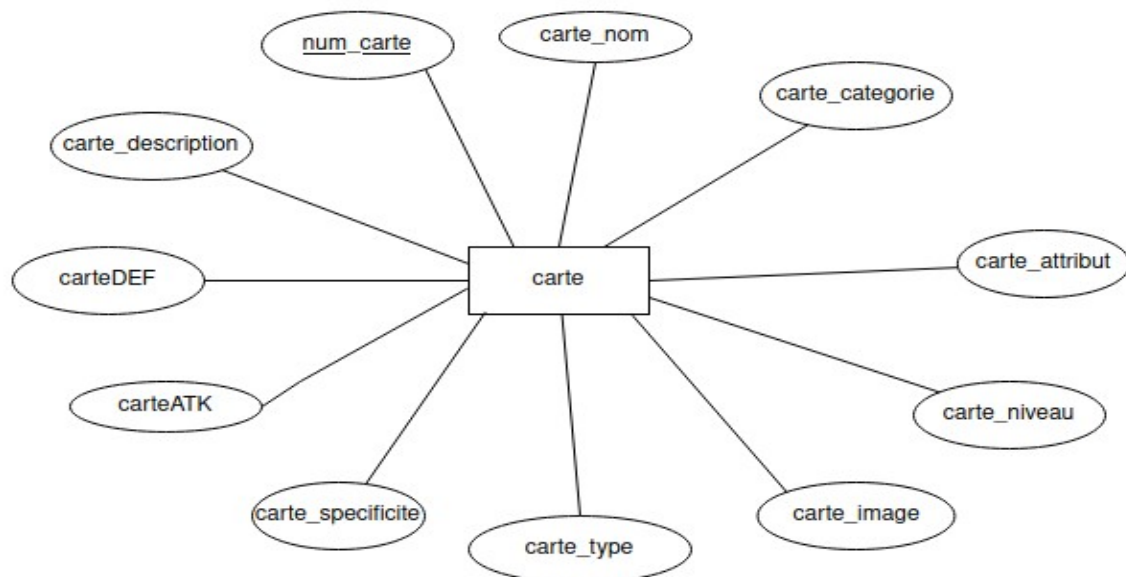 num_carte
carte_nom
carte_categorie
carte_description
carteDEF
carte
carte_attribut
carteATK
carte_niveau
carte_specificite
carte_type
carte_image